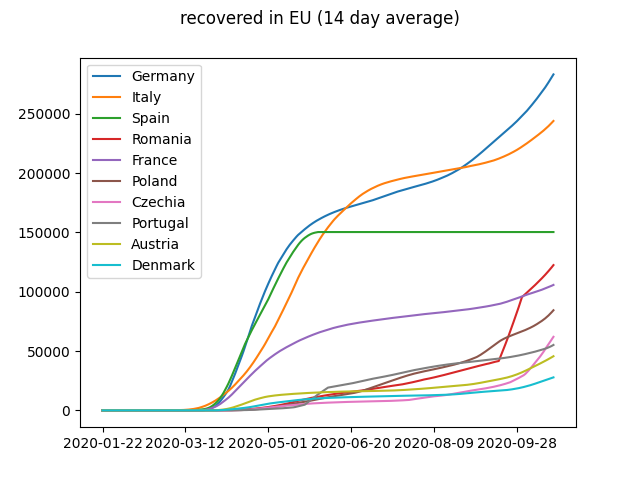 recovered in EU (14 day average)
Germany
Italy
Spain
Romania
France
Poland
Czechia
Portugal
Austria
Denmark
250000
200000
150000
100000
50000
0
2020-01-22 2020-03-12 2020-05-01 2020-06-20 2020-08-09 2020-09-28